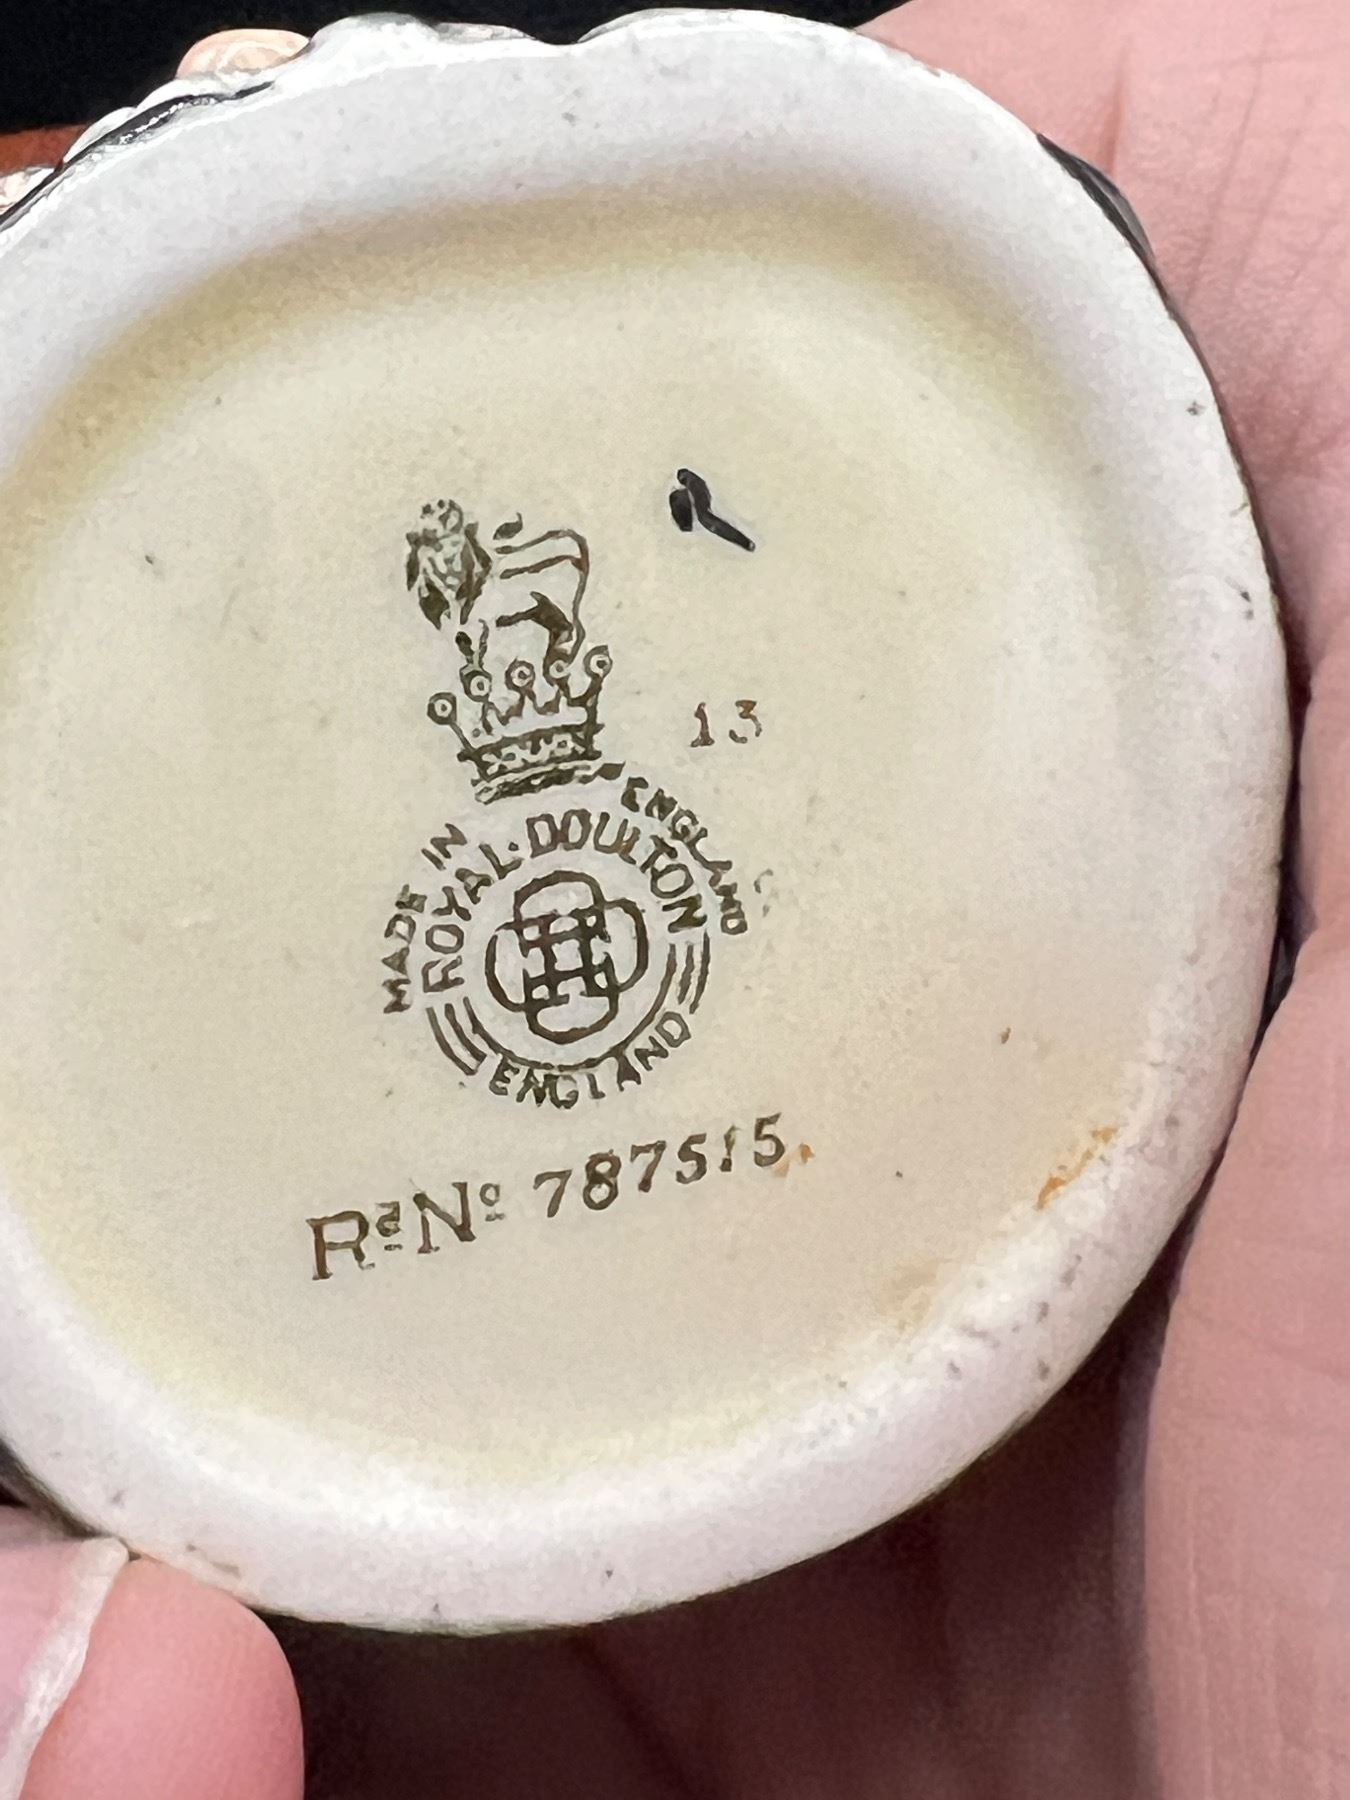 13
MADE IN ENGLAND
ROYAL·DOULTON
ENGLAND
Rd No 787515.